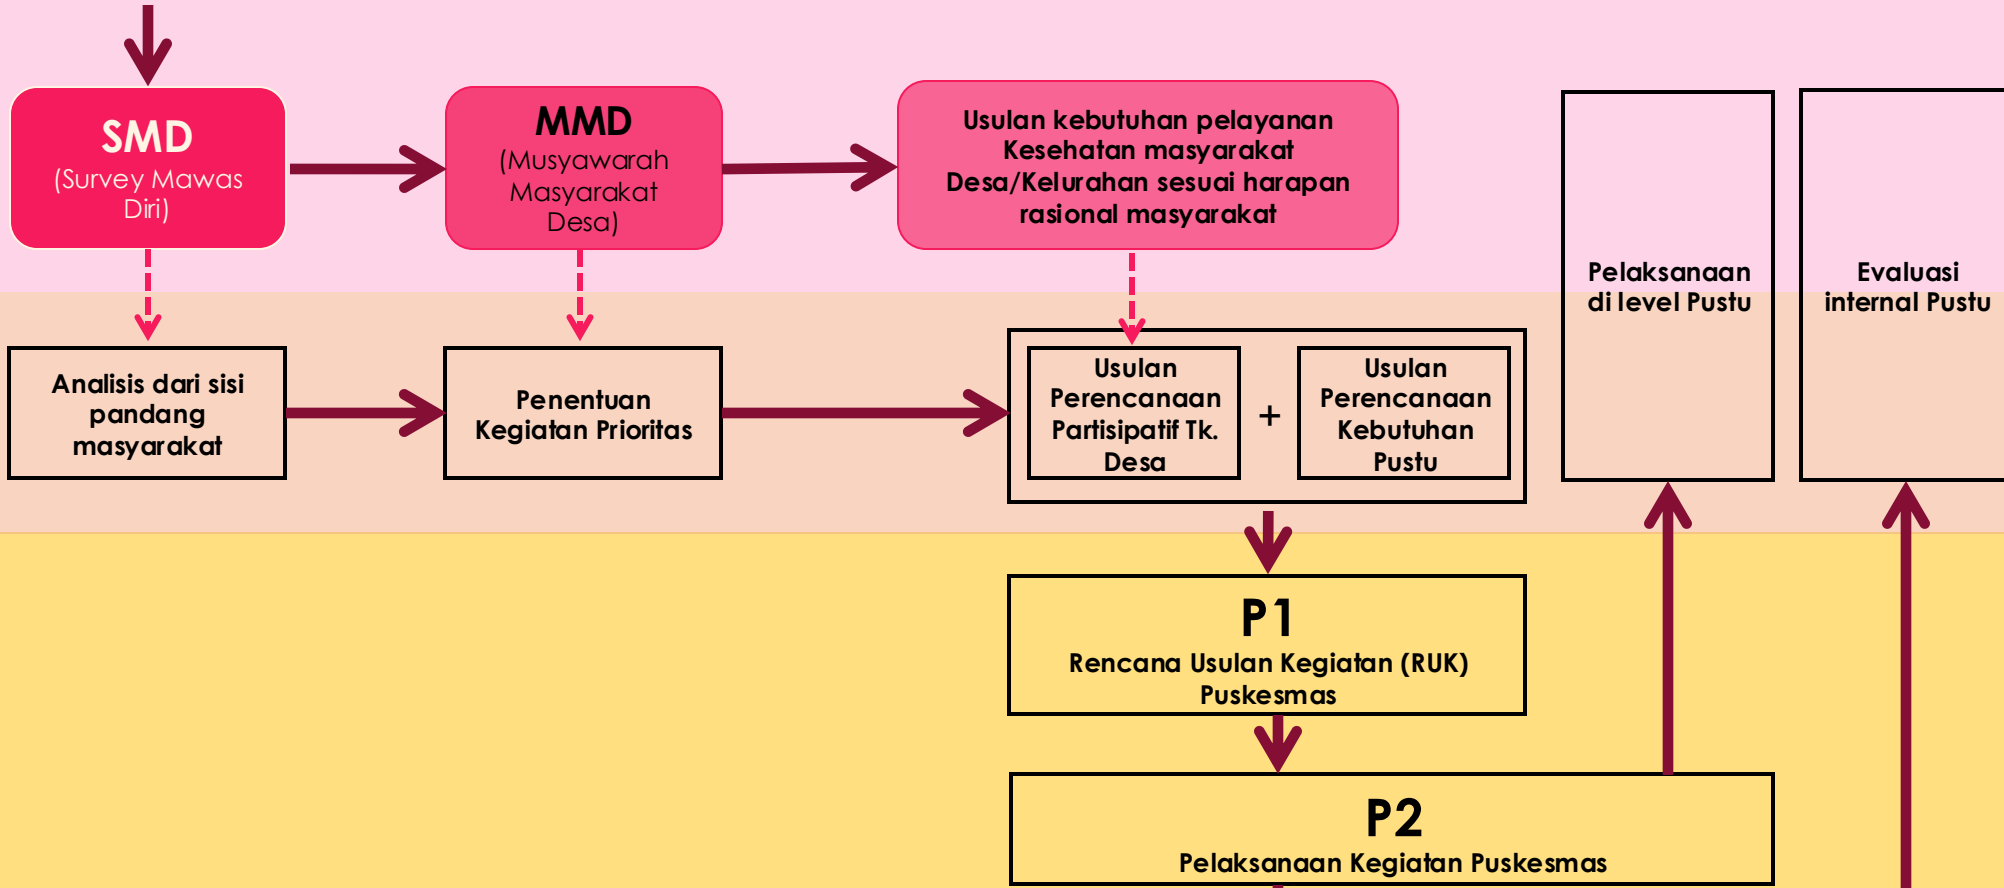 SMD
(Survey Mawas
Diri)
MMD
(Musyawarah
Masyarakat
Desa)
Usulan kebutuhan pelayanan
Kesehatan masyarakat
Desa/Kelurahan sesuai harapan
rasional masyarakat
Pelaksanaan
di level Pustu
Evaluasi
internal Pustu
Analisis dari sisi
pandang
masyarakat
Penentuan
Kegiatan Prioritas
Usulan
Perencanaan
Partisipatif Tk.
Desa
+
Usulan
Perencanaan
Kebutuhan
Pustu
P1
Rencana Usulan Kegiatan (RUK)
Puskesmas
P2
Pelaksanaan Kegiatan Puskesmas